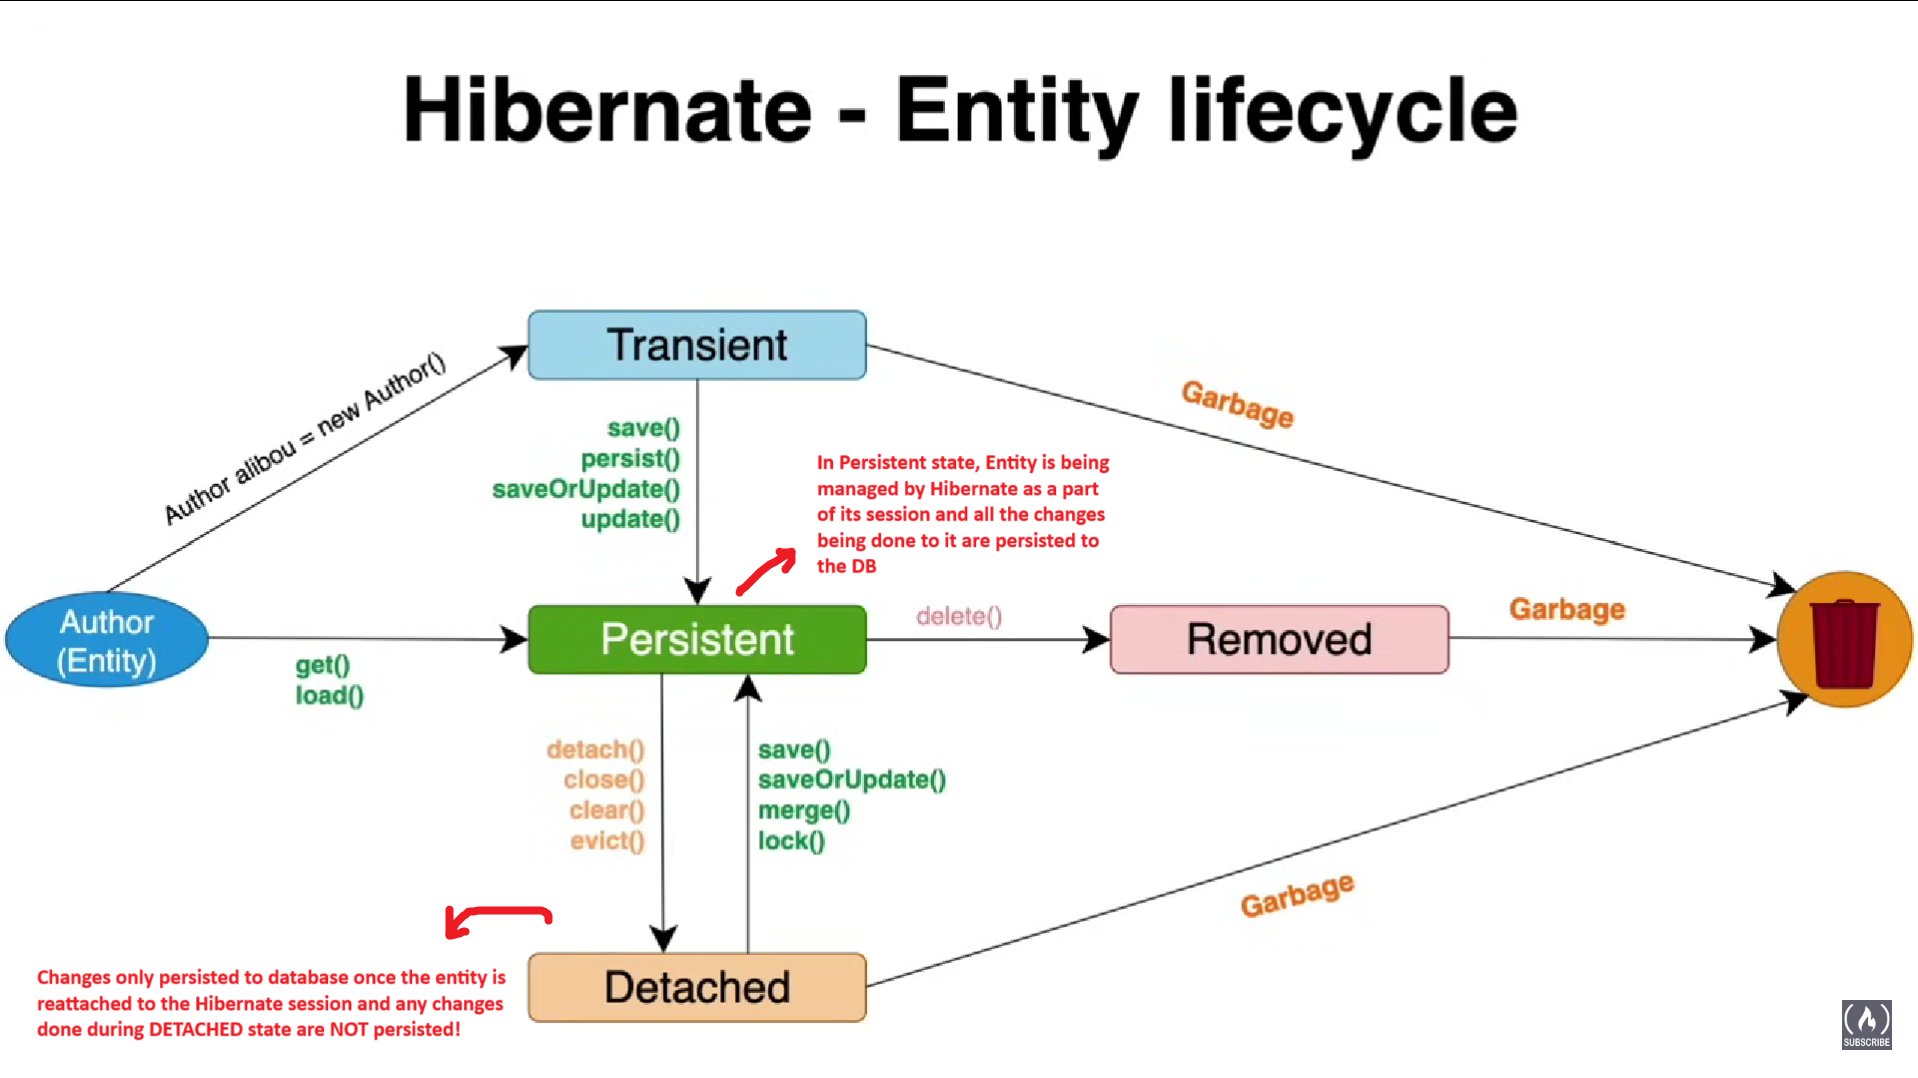 Hibernate - Entity lifecycle
Transient
Author alibou = new Author()
Garbage
save()
persist()
saveOrUpdate()
update()
In Persistent state, Entity is being
managed by Hibernate as a part
of its session and all the changes
being done to it are persisted to
the DB
Author
(Entity)
get()
load()
Persistent
delete()
Removed
Garbage
detach()
close()
clear()
evict()
save()
saveOrUpdate()
merge()
lock()
Garbage
Changes only persisted to database once the entity is
reattached to the Hibernate session and any changes
done during DETACHED state are NOT persisted!
Detached
SUBSCRIBE